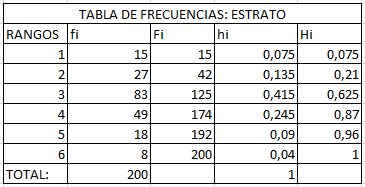 TABLA DE FRECUENCIAS: ESTRATO
RANGOS fi Fi hi Hi
1 15 15 0,075 0,075
2 27 42 0,135 0,21
3 83 125 0,415 0,625
4 49 174 0,245 0,87
5 18 192 0,09 0,96
6 8 200 0,04 1
TOTAL: 200 1